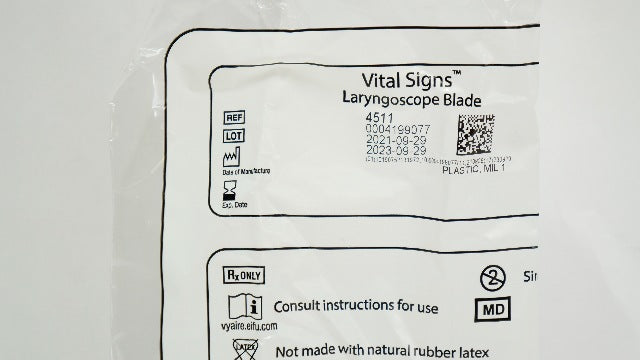 Vital Signs™
Laryngoscope Blade
REF 4511
LOT 0004199077
2021-09-29
Date of Manufacture
2023-09-29
PLASTIC, MIL 1
Exp. Date
Rx ONLY
2
i Consult instructions for use
MD
vyaire.eifu.com
LATEX
Not made with natural rubber latex